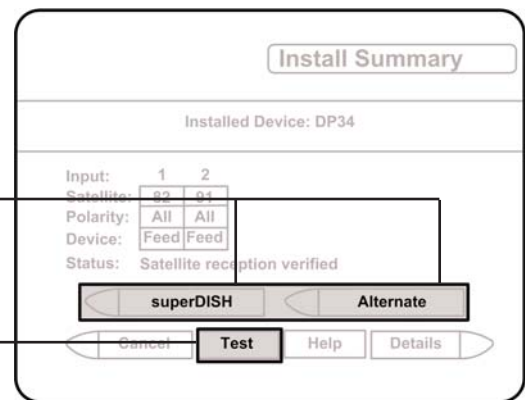 Install Summary
Installed Device: DP34
Input: 1 2
Satellite: 82 91
Polarity: All All
Device: Feed Feed
Status: Satellite reception verified
superDISH Alternate
Cancel Test Help Details